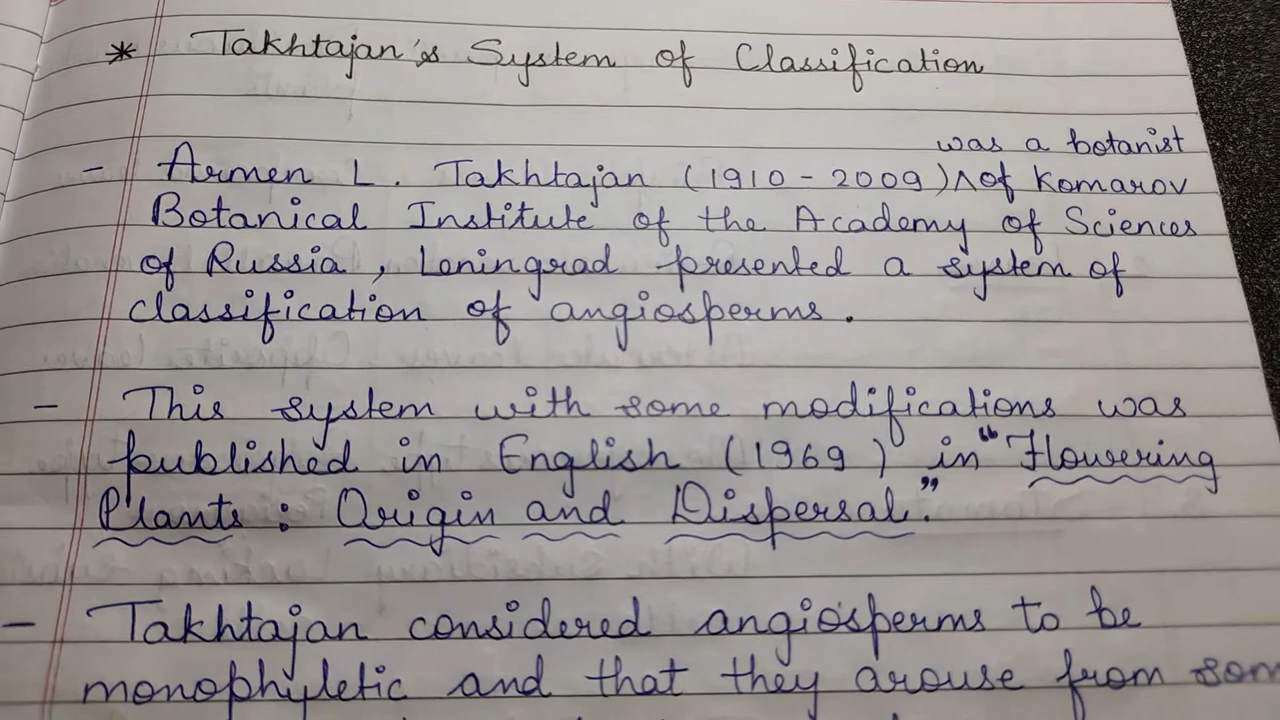 * Takhtajan's System of Classification
was a botanist
- Armen L. Takhtajan (1910 - 2009) ∧ of Komarov
Botanical Institute of the Academy of Sciences
of Russia, Leningrad presented a system of
classification of angiosperms.
- This system with some modifications was
published in English (1969) in "Flowering
Plants : Origin and Dispersal."
- Takhtajan considered angiosperms to be
monophyletic and that they arouse from som